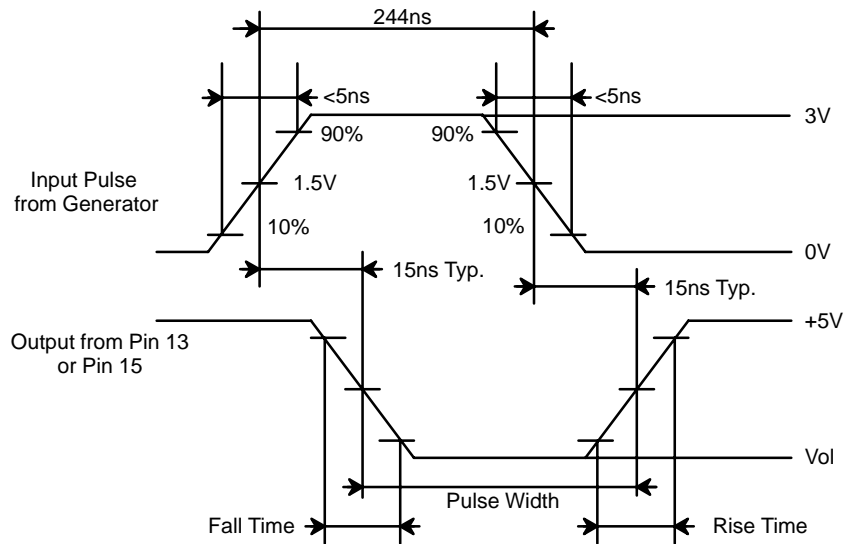 244ns
<5ns
<5ns
3V
90%
90%
Input Pulse
from Generator
1.5V
1.5V
10%
10%
0V
15ns Typ.
15ns Typ.
+5V
Output from Pin 13
or Pin 15
Vol
Pulse Width
Fall Time
Rise Time